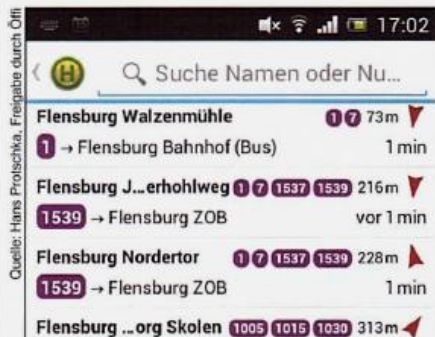 Quelle: Hans Protschka, Freigabe durch Öffi
17:02
H Suche Namen oder Nu...
Flensburg Walzenmühle 1 7 73m
1 → Flensburg Bahnhof (Bus) 1 min
Flensburg J...erhohlweg 1 7 1537 1539 216m
1539 → Flensburg ZOB vor 1 min
Flensburg Nordertor 1 7 1537 1539 228m
1539 → Flensburg ZOB 1 min
Flensburg ...org Skolen 1005 1015 1030 313m